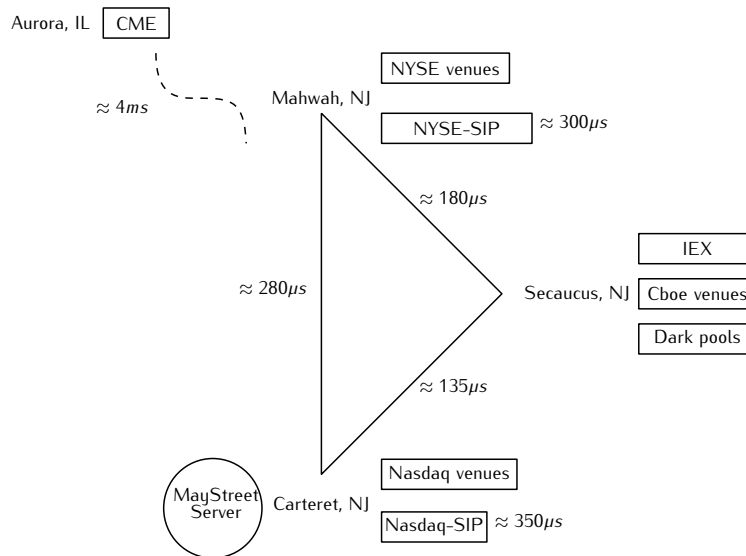 Aurora, IL
CME
≈ 4ms
NYSE venues
Mahwah, NJ
NYSE-SIP
≈ 300μs
≈ 180μs
≈ 280μs
IEX
Secaucus, NJ
Cboe venues
Dark pools
≈ 135μs
MayStreet
Server
Carteret, NJ
Nasdaq venues
Nasdaq-SIP
≈ 350μs